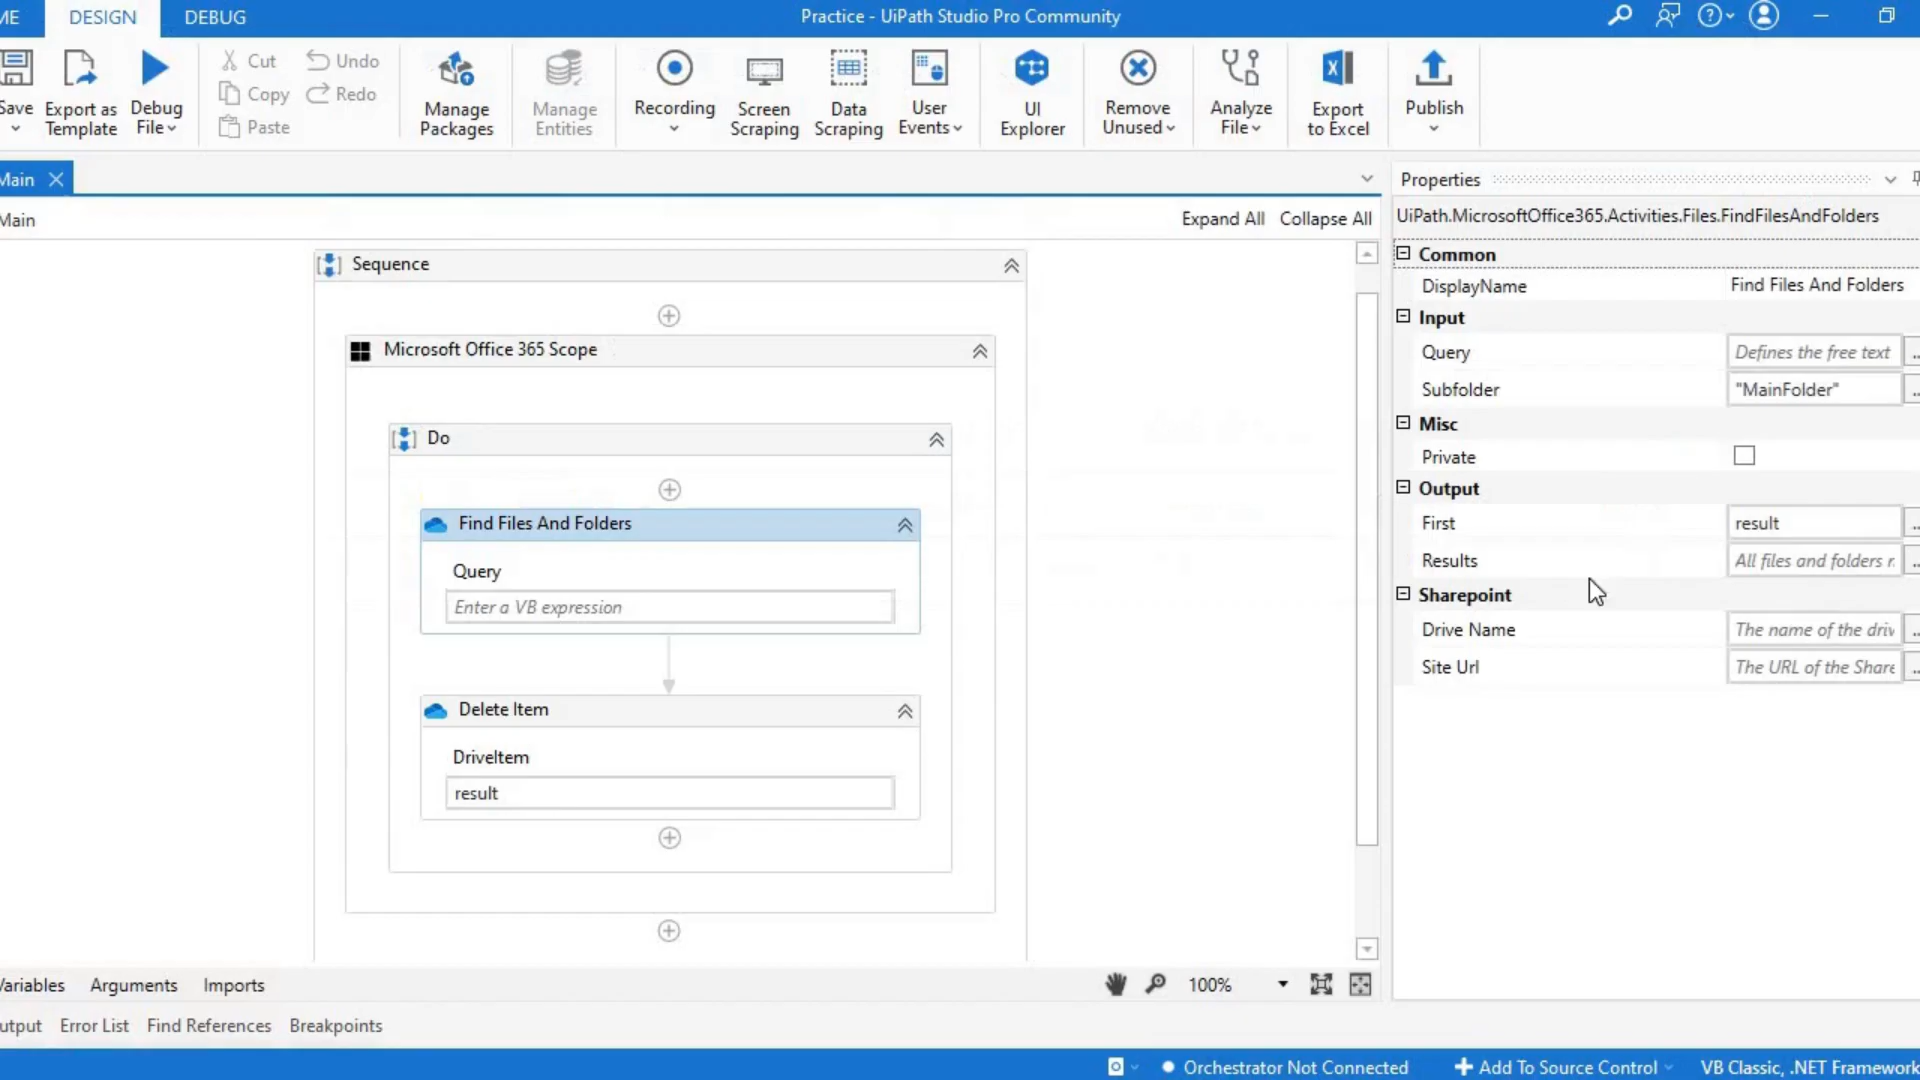 ME DESIGN DEBUG Practice - UiPath Studio Pro Community
Save Export as Template Debug File Cut Copy Paste Undo Redo Manage Packages Manage Entities Recording Screen Scraping Data Scraping User Events UI Explorer Remove Unused Analyze File Export to Excel Publish
Main
Main Expand All Collapse All
Sequence
Microsoft Office 365 Scope
Do
Find Files And Folders
Query
Enter a VB expression
Delete Item
DriveItem
result
Properties
UiPath.MicrosoftOffice365.Activities.Files.FindFilesAndFolders
Common
DisplayName Find Files And Folders
Input
Query Defines the free text ...
Subfolder "MainFolder" ...
Misc
Private
Output
First result ...
Results All files and folders r ...
Sharepoint
Drive Name The name of the driv ...
Site Url The URL of the Share ...
Variables Arguments Imports 100%
utput Error List Find References Breakpoints
Orchestrator Not Connected Add To Source Control VB Classic, .NET Framework